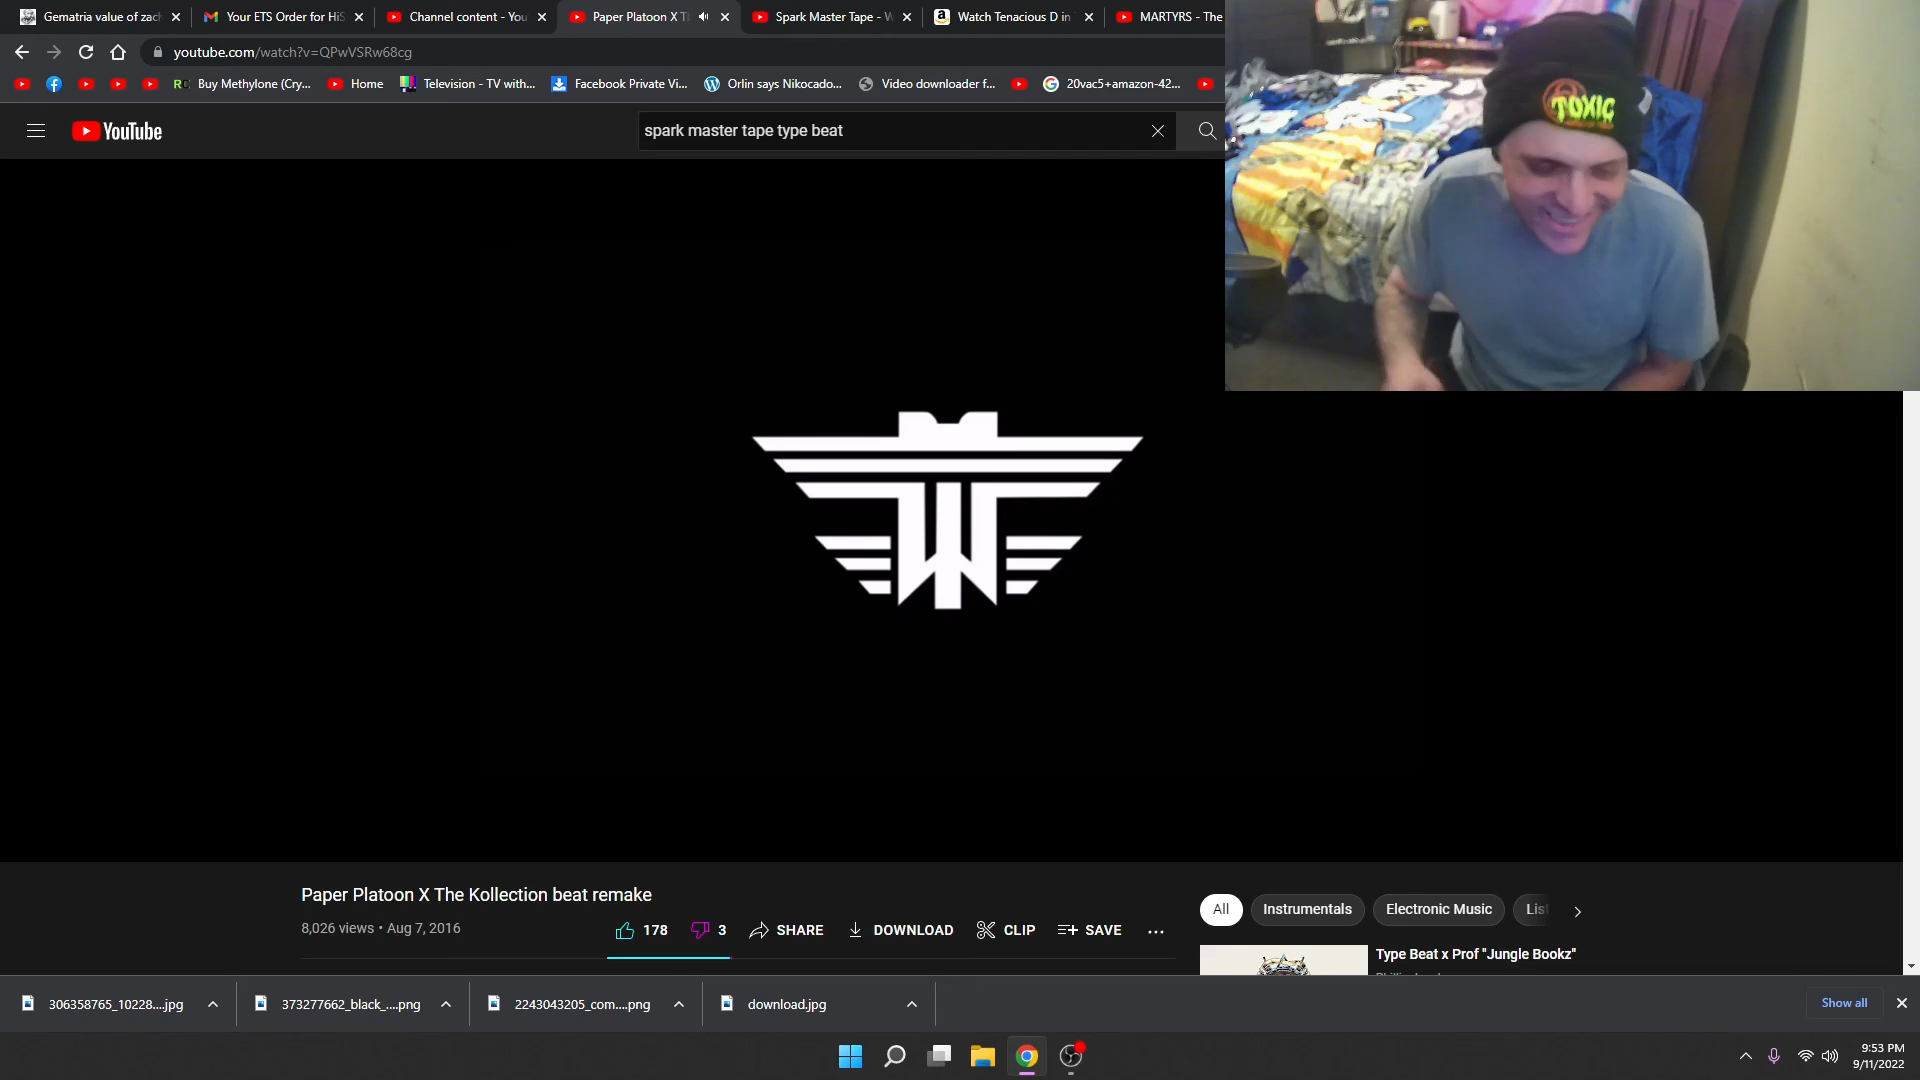 Gematria value of zach
Your ETS Order for HiS
Channel content - You
Paper Platoon X T
Spark Master Tape - W
Watch Tenacious D in
MARTYRS - The
youtube.com/watch?v=QPwVSRw68cg
Buy Methylone (Cry...
Home
Television - TV with...
Facebook Private Vi...
Orlin says Nikocado...
Video downloader f...
20vac5+amazon-42...
YouTube
spark master tape type beat
TOXIC
Paper Platoon X The Kollection beat remake
8,026 views • Aug 7, 2016
178
3
SHARE
DOWNLOAD
CLIP
SAVE
All
Instrumentals
Electronic Music
List
Type Beat x Prof "Jungle Bookz"
306358765_10228....jpg
373277662_black_....png
2243043205_com....png
download.jpg
Show all
9:53 PM
9/11/2022